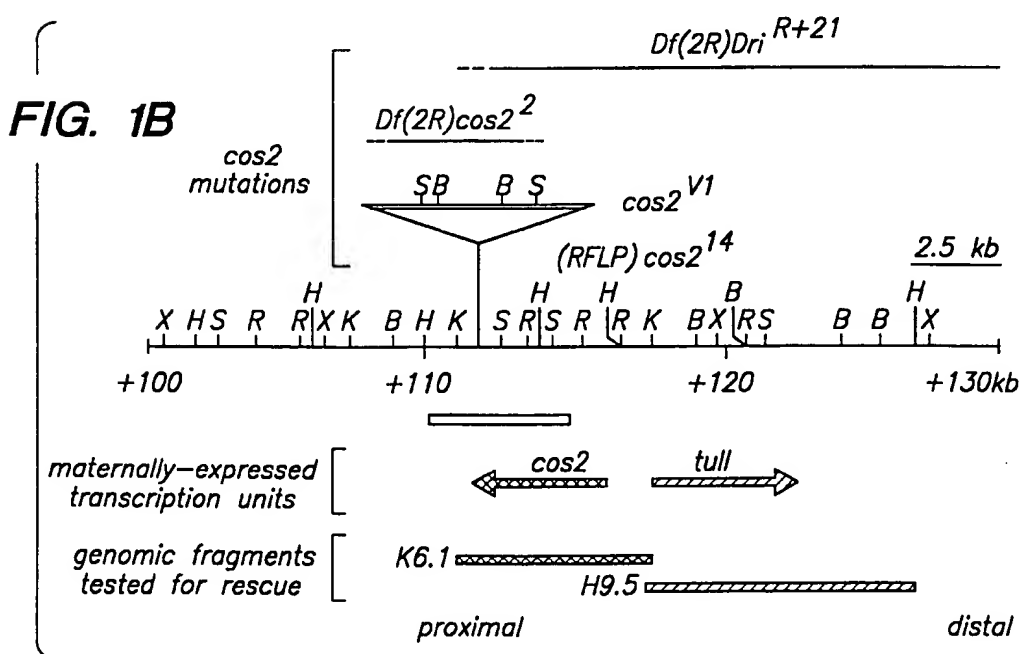 Df(2R)Dri R+21
FIG. 1B
Df(2R)cos2 2
cos2
mutations
S B B S
cos2 V1
(RFLP) cos2 14
2.5 kb
H H H B H
X H S R R X K B H K S R S R R K B X R S B B X
+100 +110 +120 +130kb
maternally-expressed
transcription units
cos2 tull
genomic fragments
tested for rescue
K6.1
H9.5
proximal distal